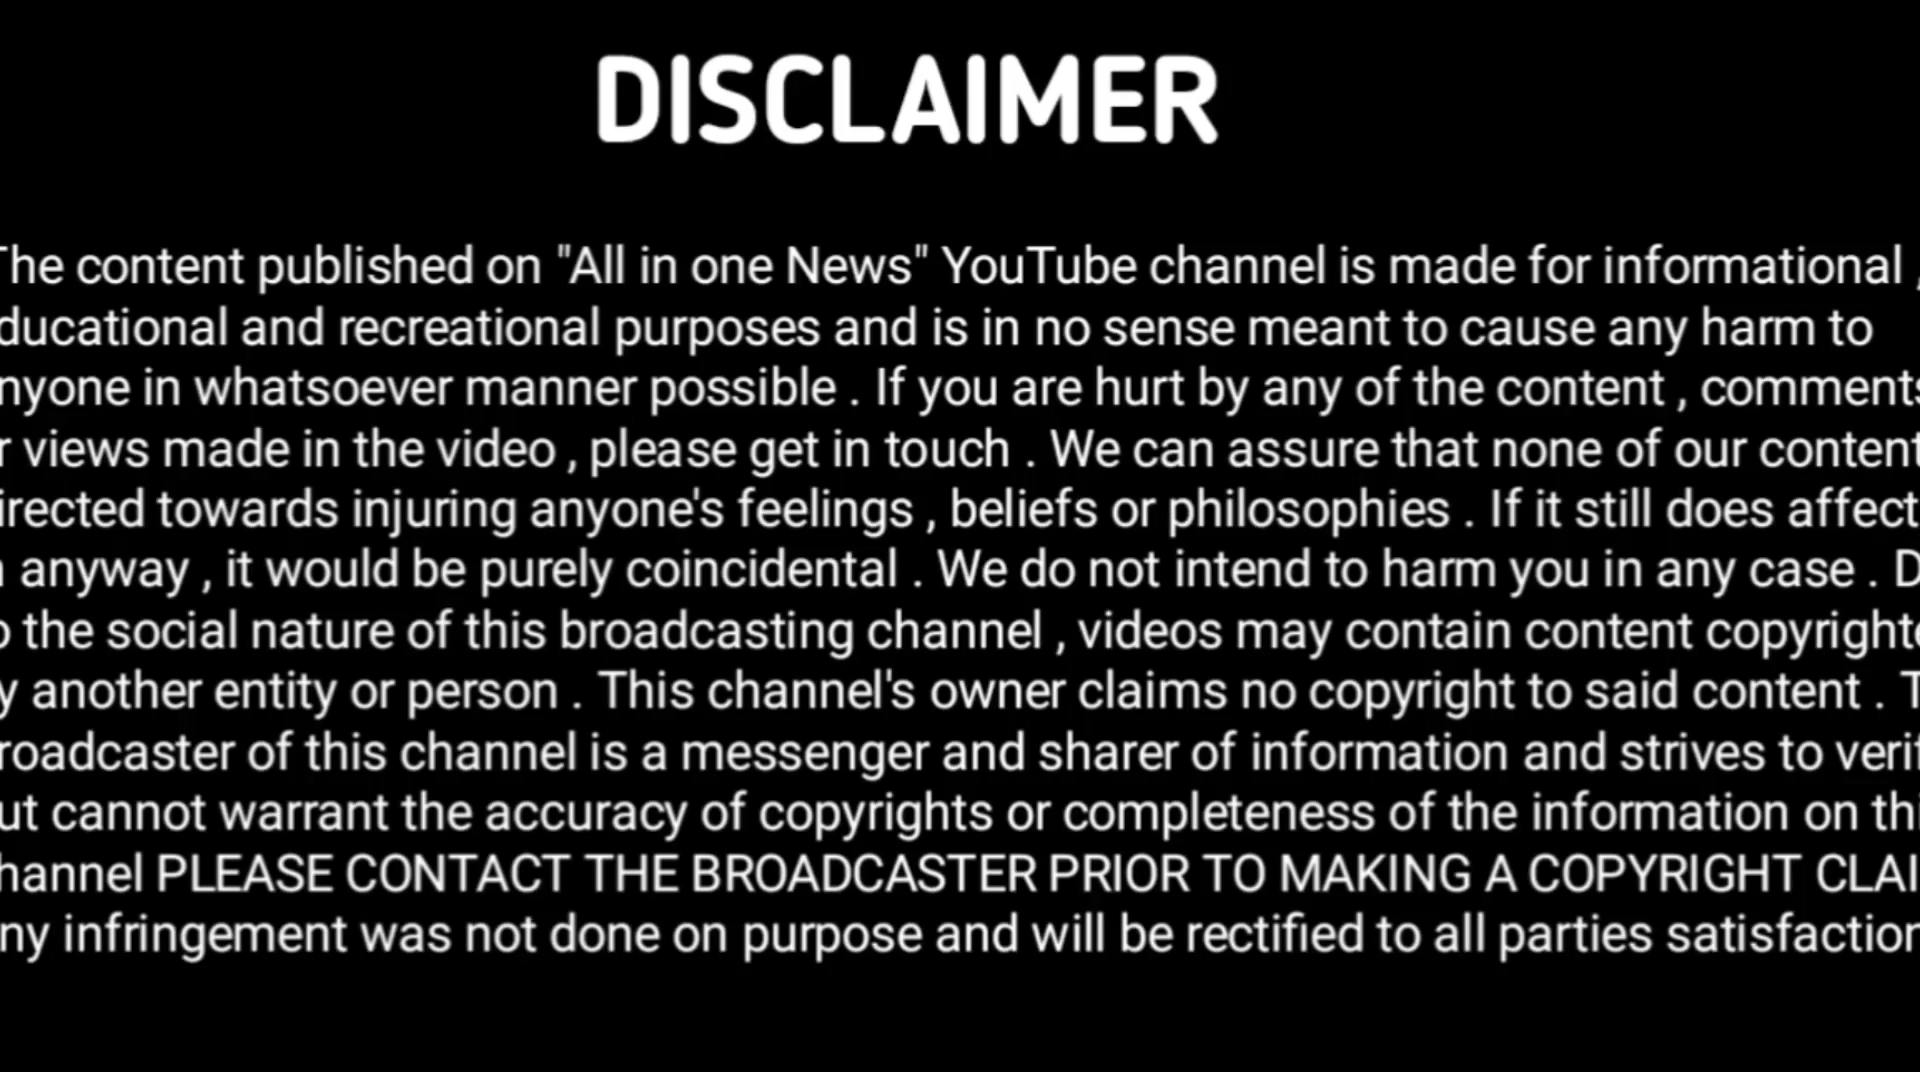 DISCLAIMER
The content published on "All in one News" YouTube channel is made for informational ,
ducational and recreational purposes and is in no sense meant to cause any harm to
nyone in whatsoever manner possible . If you are hurt by any of the content , comments
r views made in the video , please get in touch . We can assure that none of our content
irected towards injuring anyone's feelings , beliefs or philosophies . If it still does affect
anyway , it would be purely coincidental . We do not intend to harm you in any case . D
o the social nature of this broadcasting channel , videos may contain content copyrighte
y another entity or person . This channel's owner claims no copyright to said content . T
roadcaster of this channel is a messenger and sharer of information and strives to verif
ut cannot warrant the accuracy of copyrights or completeness of the information on thi
hannel PLEASE CONTACT THE BROADCASTER PRIOR TO MAKING A COPYRIGHT CLAI
ny infringement was not done on purpose and will be rectified to all parties satisfaction